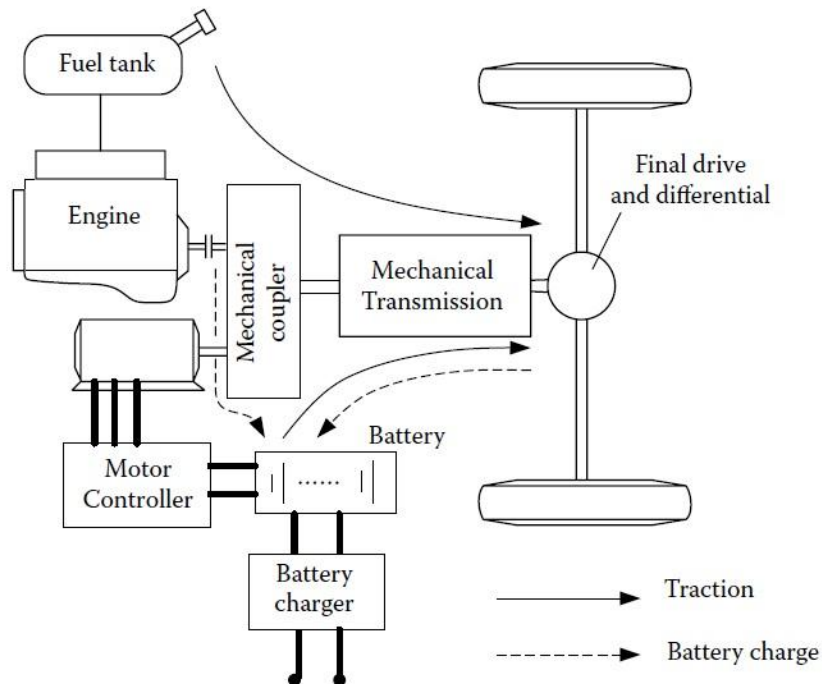 Fuel tank
Engine
Mechanical
coupler
Mechanical
Transmission
Final drive
and differential
Motor
Controller
Battery
Battery
charger
Traction
Battery charge